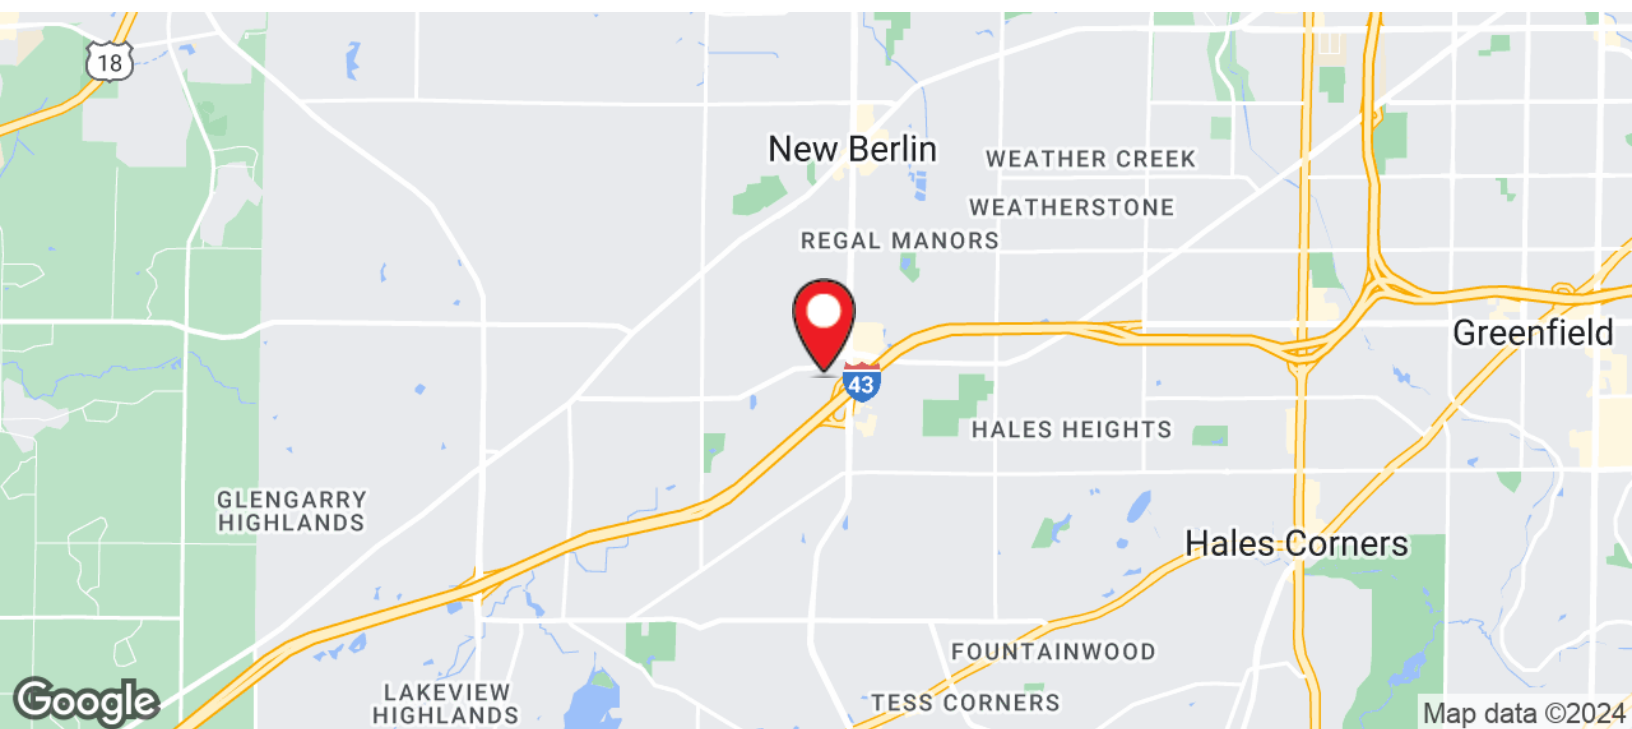 18
New Berlin
WEATHER CREEK
WEATHERSTONE
REGAL MANORS
Greenfield
43
HALES HEIGHTS
GLENGARRY
HIGHLANDS
Hales Corners
FOUNTAINWOOD
LAKEVIEW
HIGHLANDS
TESS CORNERS
Google
Map data ©2024